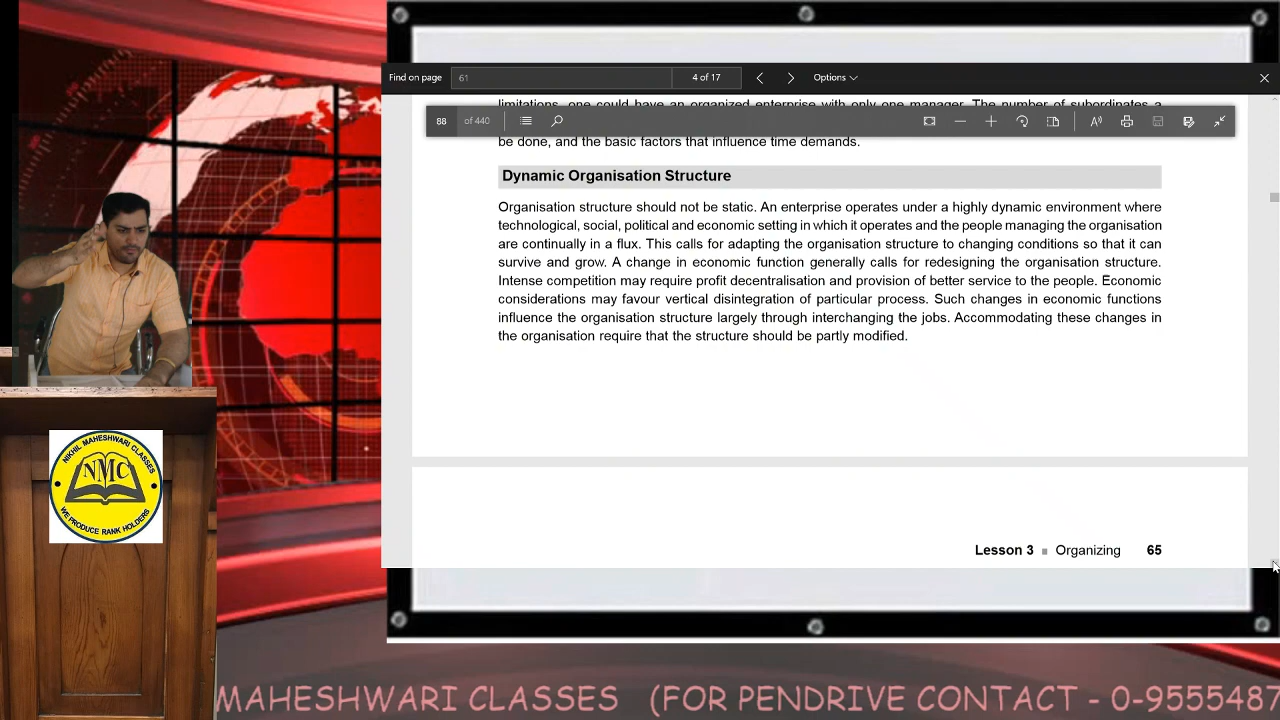 Find on page
61
4 of 17
Options
limitations, one could have an organized enterprise with only one manager. The number of subordinates a
88 of 440
be done, and the basic factors that influence time demands.
Dynamic Organisation Structure
Organisation structure should not be static. An enterprise operates under a highly dynamic environment where
technological, social, political and economic setting in which it operates and the people managing the organisation
are continually in a flux. This calls for adapting the organisation structure to changing conditions so that it can
survive and grow. A change in economic function generally calls for redesigning the organisation structure.
Intense competition may require profit decentralisation and provision of better service to the people. Economic
considerations may favour vertical disintegration of particular process. Such changes in economic functions
influence the organisation structure largely through interchanging the jobs. Accommodating these changes in
the organisation require that the structure should be partly modified.
Lesson 3 ■ Organizing 65
NIKHIL MAHESHWARI CLASSES
NMC
WE PRODUCE RANK HOLDERS
MAHESHWARI CLASSES (FOR PENDRIVE CONTACT - 0-9555487